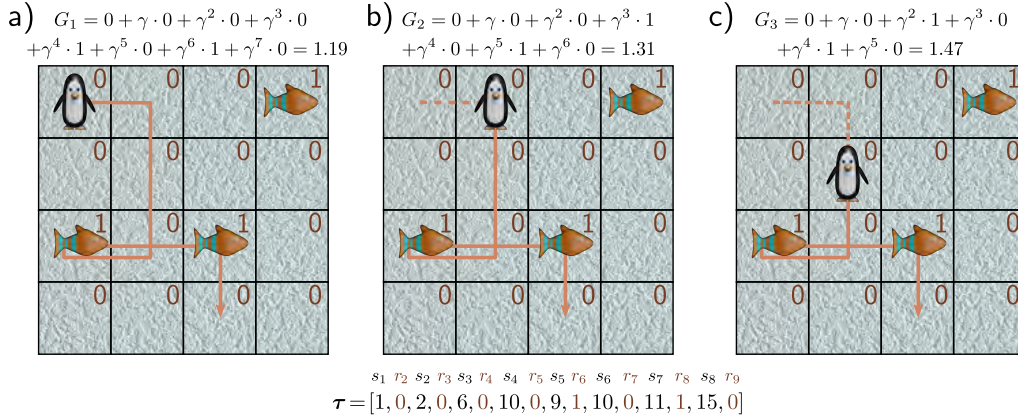 a) G₁ = 0 + γ · 0 + γ² · 0 + γ³ · 0
+γ⁴ · 1 + γ⁵ · 0 + γ⁶ · 1 + γ⁷ · 0 = 1.19
0 0 0 1
0 0 0 0
1 0 1 0
0 0 0 0
b) G₂ = 0 + γ · 0 + γ² · 0 + γ³ · 1
+γ⁴ · 0 + γ⁵ · 1 + γ⁶ · 0 = 1.31
0 0 0 1
0 0 0 0
1 0 1 0
0 0 0 0
c) G₃ = 0 + γ · 0 + γ² · 1 + γ³ · 0
+γ⁴ · 1 + γ⁵ · 0 = 1.47
0 0 0 1
0 0 0 0
1 0 1 0
0 0 0 0
s₁ r₂ s₂ r₃ s₃ r₄ s₄ r₅ s₅ r₆ s₆ r₇ s₇ r₈ s₈ r₉
τ = [1, 0, 2, 0, 6, 0, 10, 0, 9, 1, 10, 0, 11, 1, 15, 0]